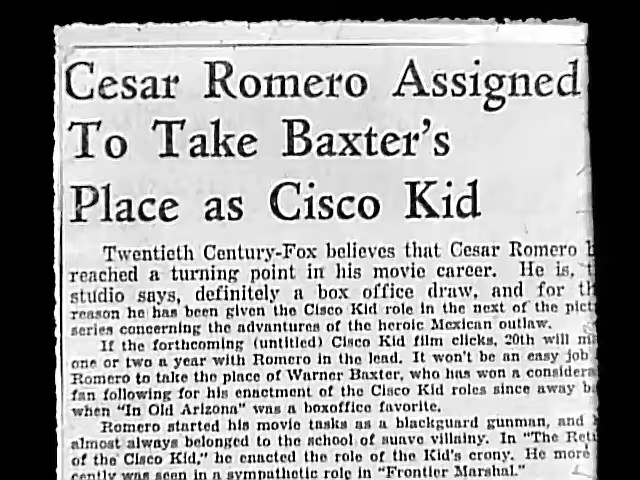 Cesar Romero Assigned
To Take Baxter's
Place as Cisco Kid
Twentieth Century-Fox believes that Cesar Romero
reached a turning point in his movie career. He is,
studio says, definitely a box office draw, and for
reason he has been given the Cisco Kid role in the next of the
series concerning the advantures of the heroic Mexican outlaw.
If the forthcoming (untitled) Cisco Kid film clicks, 20th will
one or two a year with Romero in the lead. It won't be an easy job
Romero to take the place of Warner Baxter, who has won a
fan following for his enactment of the Cisco Kid roles since away
when "In Old Arizona" was a boxoffice favorite.
Romero started his movie tasks as a blackguard gunman, and
almost always belonged to the school of suave villainy. In "The
of the Cisco Kid," he enacted the role of the Kid's crony. He more
cently was seen in a sympathetic role in "Frontier Marshal."